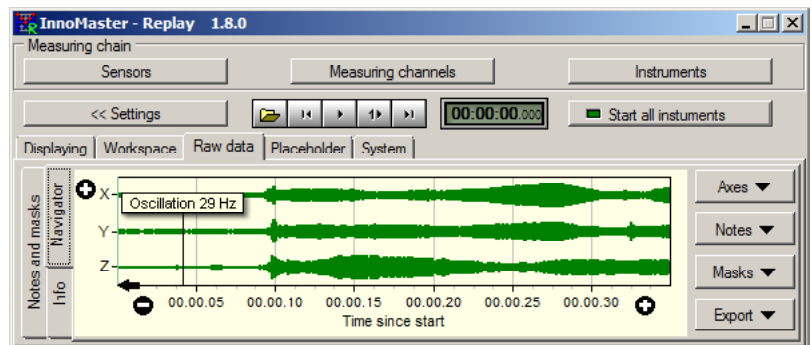 InnoMaster - Replay 1.8.0
Measuring chain
Sensors Measuring channels Instruments
<< Settings 00:00:00.000 Start all instuments
Displaying Workspace Raw data Placeholder System
Notes and masks
Navigator
Info
X
Oscillation 29 Hz
Y
Z
00.00.05 00.00.10 00.00.15 00.00.20 00.00.25 00.00.30
Time since start
Axes
Notes
Masks
Export